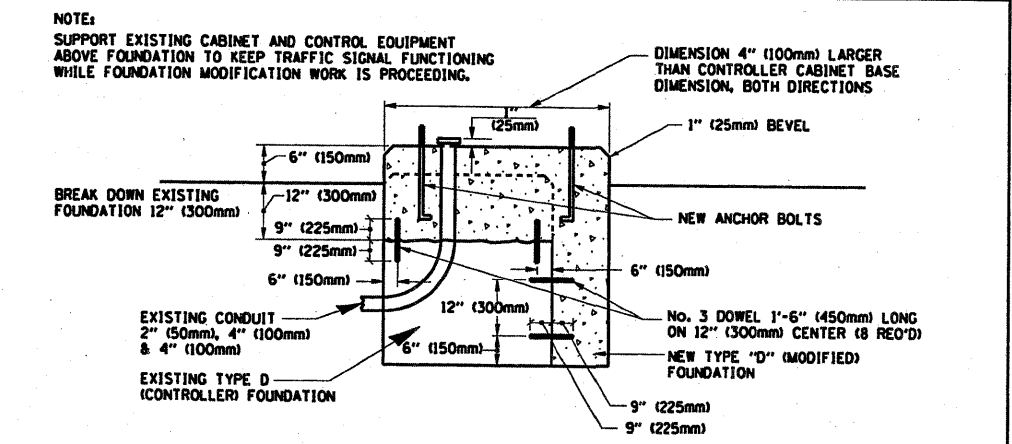 NOTE:
SUPPORT EXISTING CABINET AND CONTROL EQUIPMENT
ABOVE FOUNDATION TO KEEP TRAFFIC SIGNAL FUNCTIONING
WHILE FOUNDATION MODIFICATION WORK IS PROCEEDING.
DIMENSION 4" (100mm) LARGER
THAN CONTROLLER CABINET BASE
DIMENSION, BOTH DIRECTIONS
1"
(25mm)
1" (25mm) BEVEL
6" (150mm)
BREAK DOWN EXISTING
FOUNDATION 12" (300mm)
12" (300mm)
NEW ANCHOR BOLTS
9" (225mm)
9" (225mm)
6" (150mm)
6" (150mm)
12" (300mm)
EXISTING CONDUIT
2" (50mm), 4" (100mm)
& 4" (100mm)
No. 3 DOWEL 1'-6" (450mm) LONG
ON 12" (300mm) CENTER (8 REQ'D)
6" (150mm)
NEW TYPE "D" (MODIFIED)
FOUNDATION
EXISTING TYPE D
(CONTROLLER) FOUNDATION
9" (225mm)
9" (225mm)